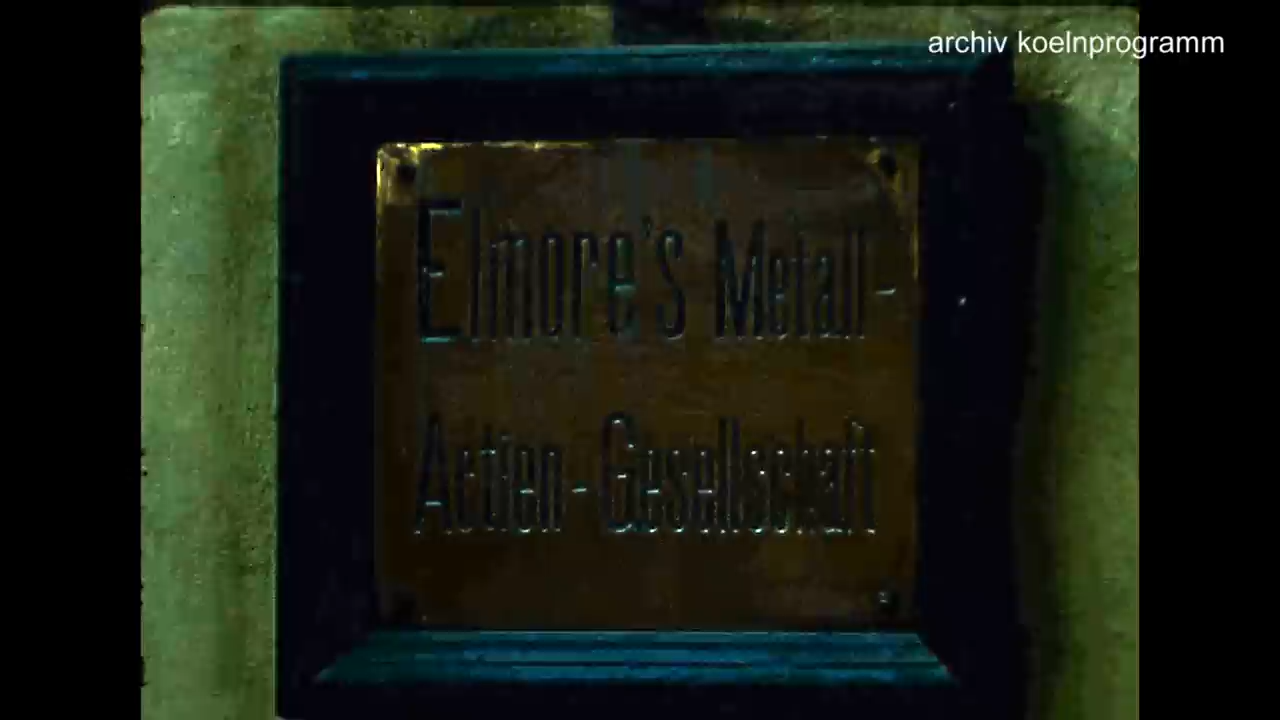 archiv koelnprogramm
Elmore's Metall-
Actien-Gesellschaft